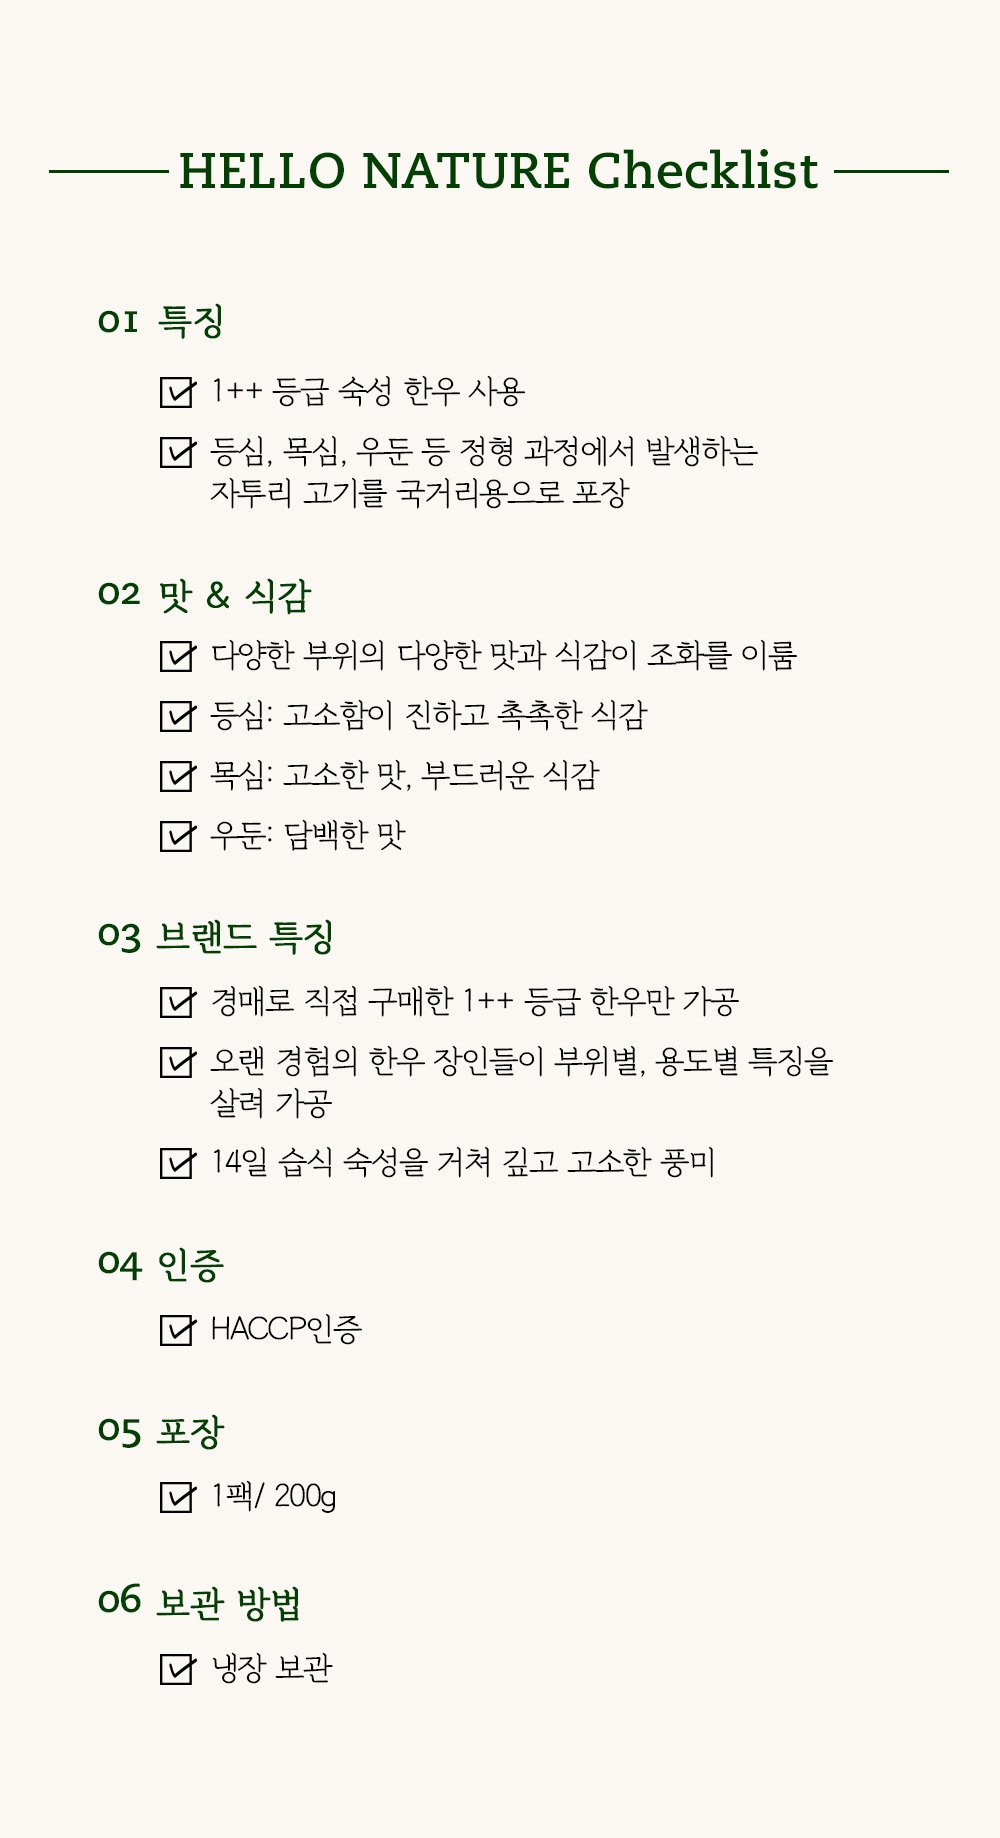 HELLO NATURE Checklist
01 특징
1++ 등급 숙성 한우 사용
등심, 목심, 우둔 등 정형 과정에서 발생하는
자투리 고기를 국거리용으로 포장
02 맛 & 식감
다양한 부위의 다양한 맛과 식감이 조화를 이룸
등심: 고소함이 진하고 촉촉한 식감
목심: 고소한 맛, 부드러운 식감
우둔: 담백한 맛
03 브랜드 특징
경매로 직접 구매한 1++ 등급 한우만 가공
오랜 경험의 한우 장인들이 부위별, 용도별 특징을
살려 가공
14일 습식 숙성을 거쳐 깊고 고소한 풍미
04 인증
HACCP인증
05 포장
1팩/ 200g
06 보관 방법
냉장 보관